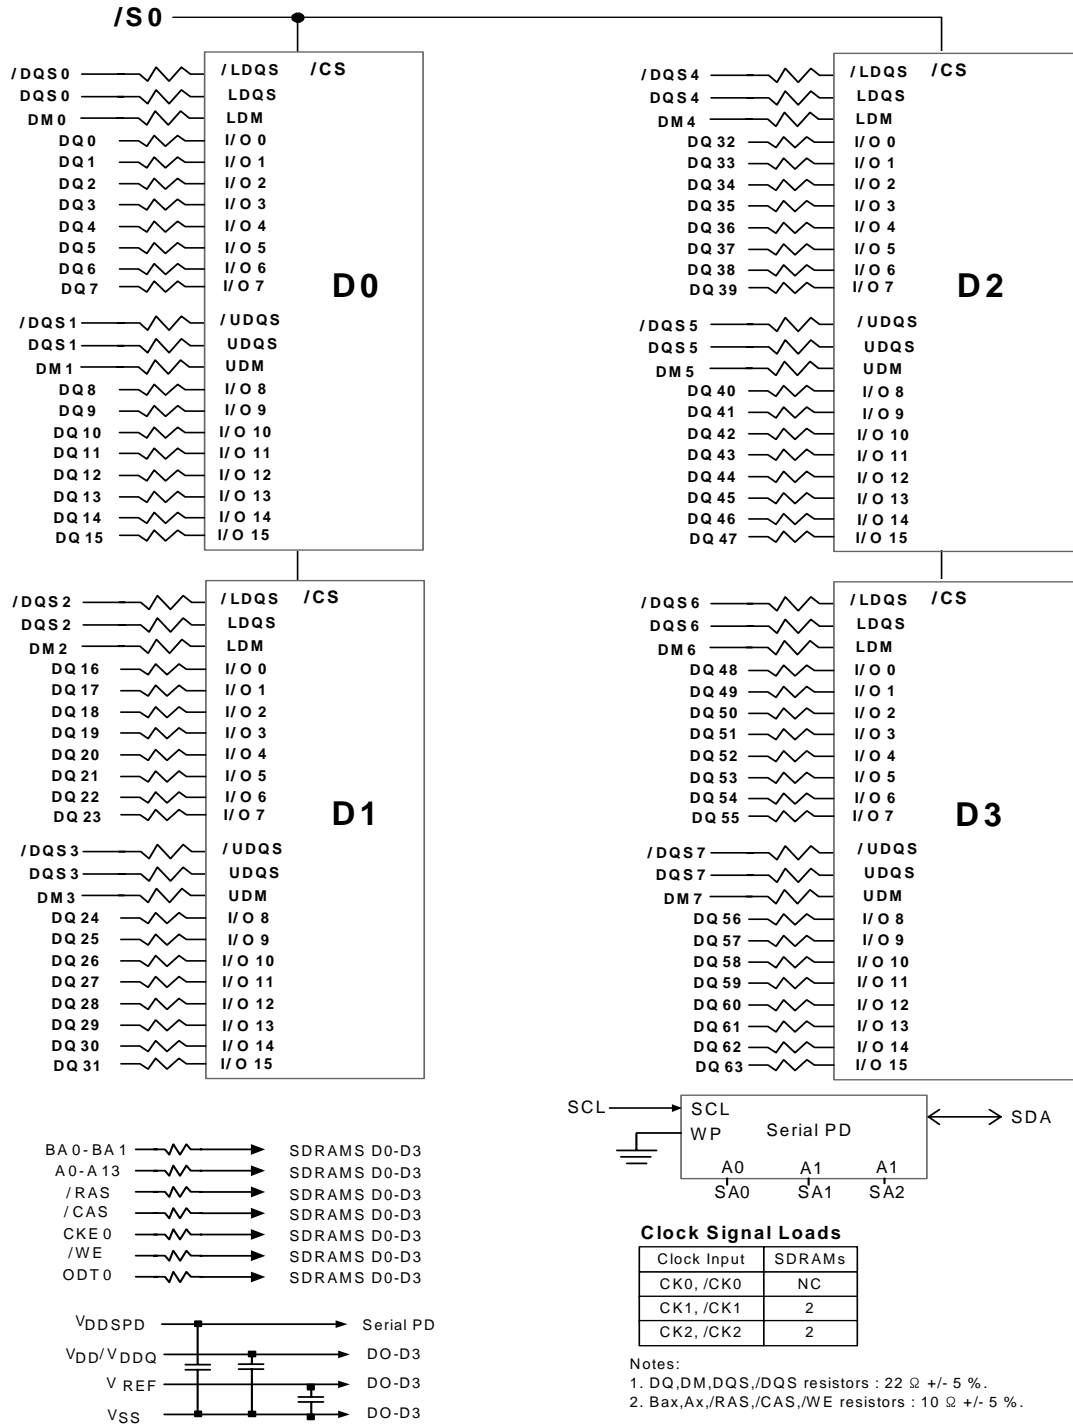 /S0
/DQS0 /LDQS /CS
DQS0 LDQS
DM0 LDM
DQ0 I/O 0
DQ1 I/O 1
DQ2 I/O 2
DQ3 I/O 3
DQ4 I/O 4
DQ5 I/O 5
DQ6 I/O 6
DQ7 I/O 7
D0
/DQS1 /UDQS
DQS1 UDQS
DM1 UDM
DQ8 I/O 8
DQ9 I/O 9
DQ10 I/O 10
DQ11 I/O 11
DQ12 I/O 12
DQ13 I/O 13
DQ14 I/O 14
DQ15 I/O 15
/DQS4 /LDQS /CS
DQS4 LDQS
DM4 LDM
DQ32 I/O 0
DQ33 I/O 1
DQ34 I/O 2
DQ35 I/O 3
DQ36 I/O 4
DQ37 I/O 5
DQ38 I/O 6
DQ39 I/O 7
D2
/DQS5 /UDQS
DQS5 UDQS
DM5 UDM
DQ40 I/O 8
DQ41 I/O 9
DQ42 I/O 10
DQ43 I/O 11
DQ44 I/O 12
DQ45 I/O 13
DQ46 I/O 14
DQ47 I/O 15
/DQS2 /LDQS /CS
DQS2 LDQS
DM2 LDM
DQ16 I/O 0
DQ17 I/O 1
DQ18 I/O 2
DQ19 I/O 3
DQ20 I/O 4
DQ21 I/O 5
DQ22 I/O 6
DQ23 I/O 7
D1
/DQS3 /UDQS
DQS3 UDQS
DM3 UDM
DQ24 I/O 8
DQ25 I/O 9
DQ26 I/O 10
DQ27 I/O 11
DQ28 I/O 12
DQ29 I/O 13
DQ30 I/O 14
DQ31 I/O 15
/DQS6 /LDQS /CS
DQS6 LDQS
DM6 LDM
DQ48 I/O 0
DQ49 I/O 1
DQ50 I/O 2
DQ51 I/O 3
DQ52 I/O 4
DQ53 I/O 5
DQ54 I/O 6
DQ55 I/O 7
D3
/DQS7 /UDQS
DQS7 UDQS
DM7 UDM
DQ56 I/O 8
DQ57 I/O 9
DQ58 I/O 10
DQ59 I/O 11
DQ60 I/O 12
DQ61 I/O 13
DQ62 I/O 14
DQ63 I/O 15
BA0-BA1 SDRAMS D0-D3
A0-A13 SDRAMS D0-D3
/RAS SDRAMS D0-D3
/CAS SDRAMS D0-D3
CKE0 SDRAMS D0-D3
/WE SDRAMS D0-D3
ODT0 SDRAMS D0-D3
VDDSPD Serial PD
VDD/VDDQ DO-D3
VREF DO-D3
VSS DO-D3
SCL SCL SDA
WP Serial PD
A0 A1 A1
SA0 SA1 SA2
Clock Signal Loads
Clock Input SDRAMs
CK0, /CK0 NC
CK1, /CK1 2
CK2, /CK2 2
Notes:
1. DQ,DM,DQS,/DQS resistors : 22 Ω +/- 5 %.
2. Bax,Ax,/RAS,/CAS,/WE resistors : 10 Ω +/- 5 %.